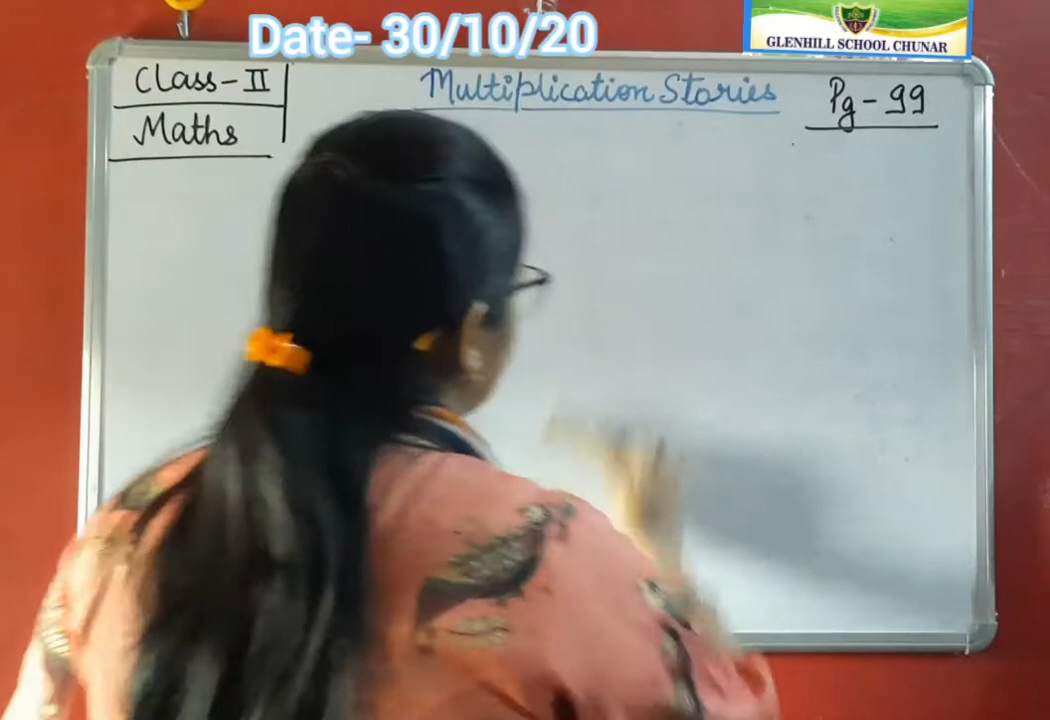 Date- 30/10/20
GLENHILL SCHOOL CHUNAR
Class-II
Maths
Multiplication Stories
Pg-99